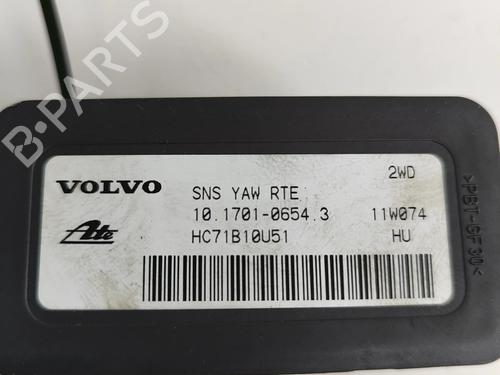 VOLVO
SNS YAW RTE
2WD
10.1701-0654.3
11W074
Ate
HC71B10U51
HU
>PBT-GF30<
B-PARTS